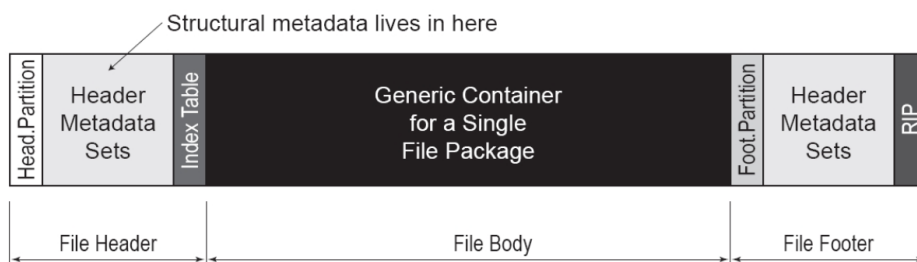 Structural metadata lives in here
Head.Partition
Header
Metadata
Sets
Index Table
Generic Container
for a Single
File Package
Foot.Partition
Header
Metadata
Sets
RIP
File Header
File Body
File Footer